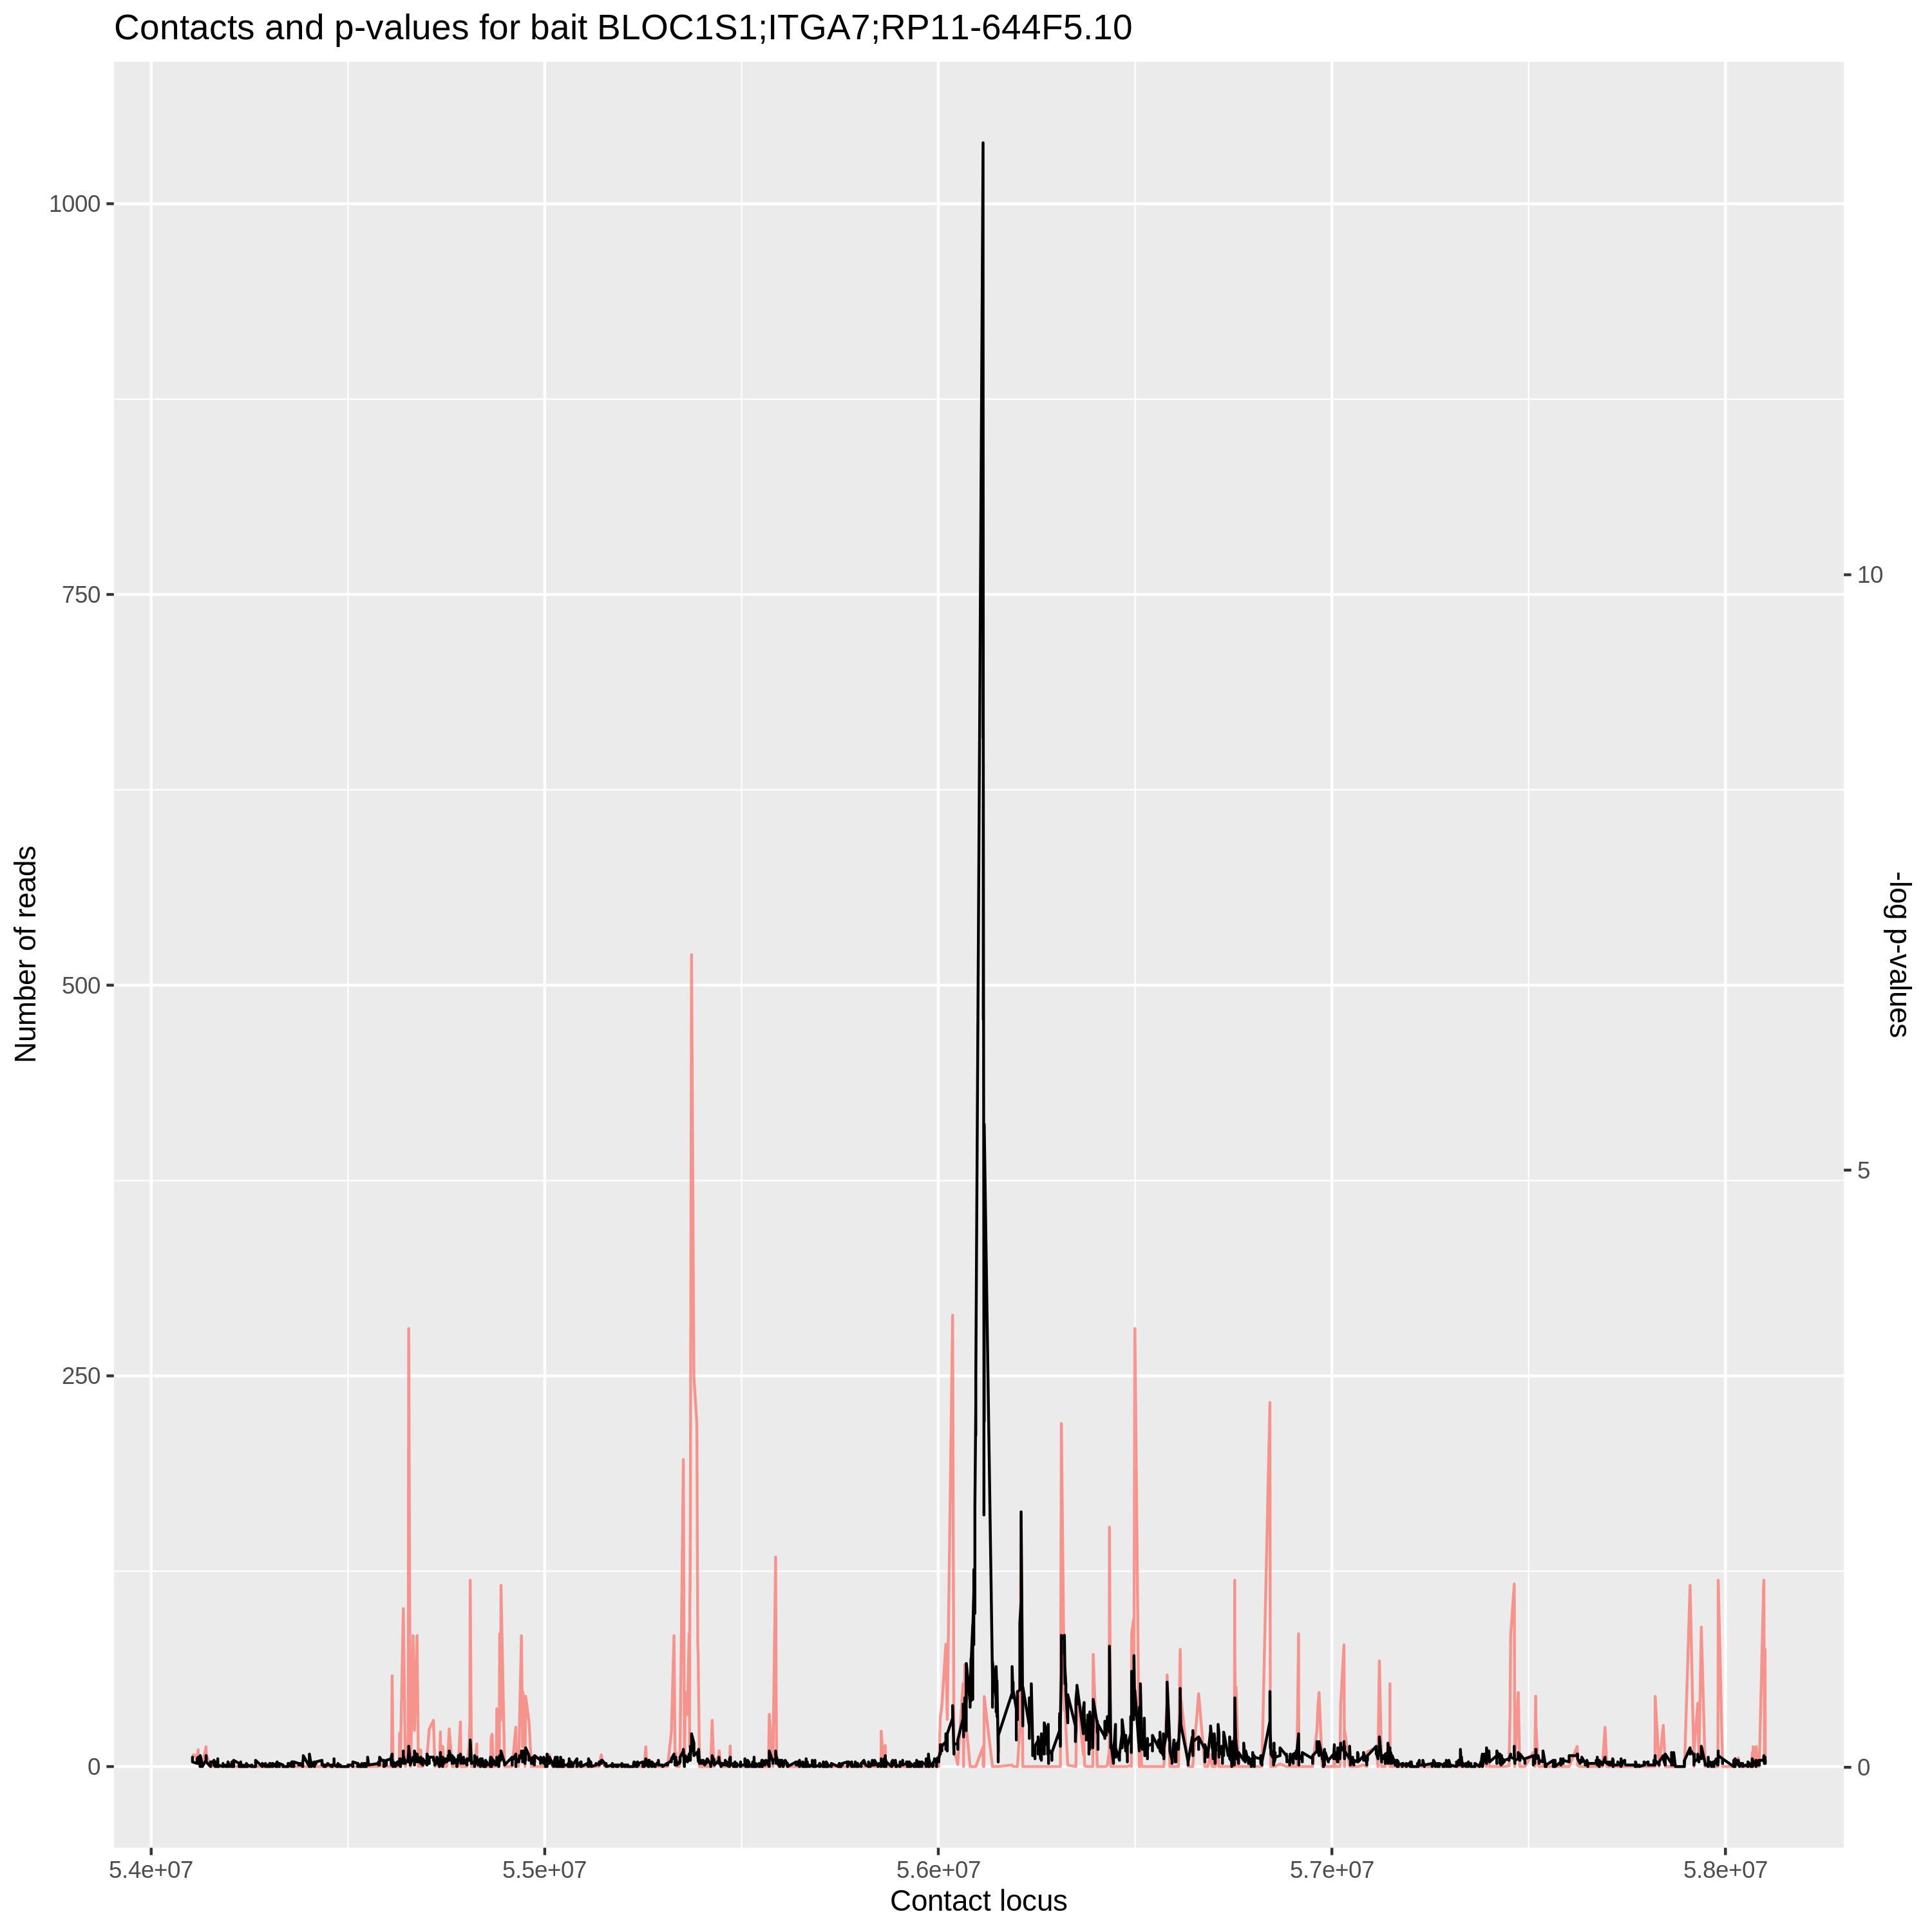 Contacts and p-values for bait BLOC1S1;ITGA7;RP11-644F5.10
1000
750
500
250
0
Number of reads
10
5
0
-log p-values
5.4e+07
5.5e+07
5.6e+07
5.7e+07
5.8e+07
Contact locus